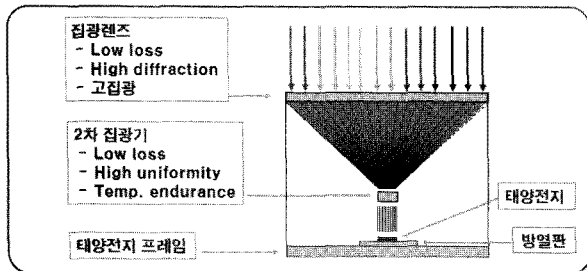 집광렌즈
- Low loss
- High diffraction
- 고집광
2차 집광기
- Low loss
- High uniformity
- Temp. endurance
태양전지
태양전지 프레임
방열판